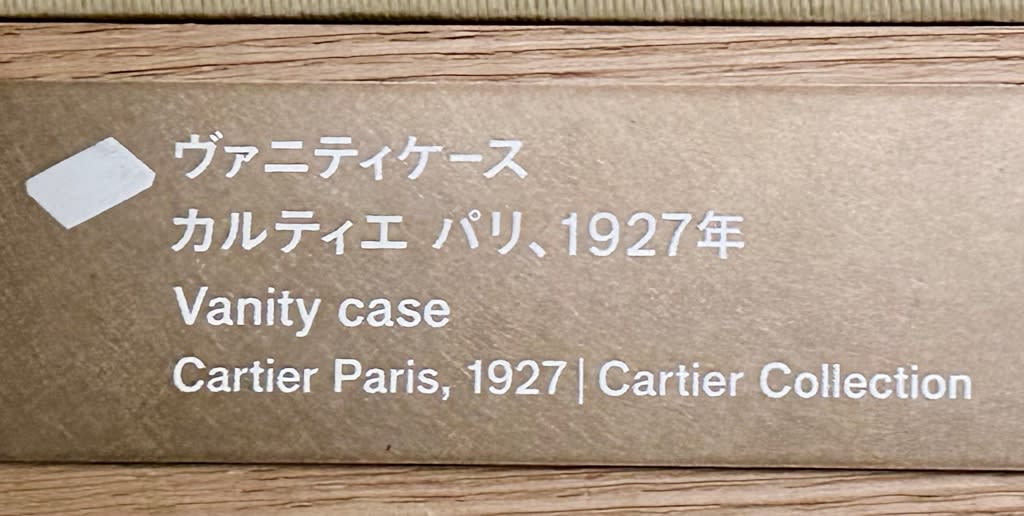 ヴァニティケース
カルティエ パリ、1927年
Vanity case
Cartier Paris, 1927 | Cartier Collection